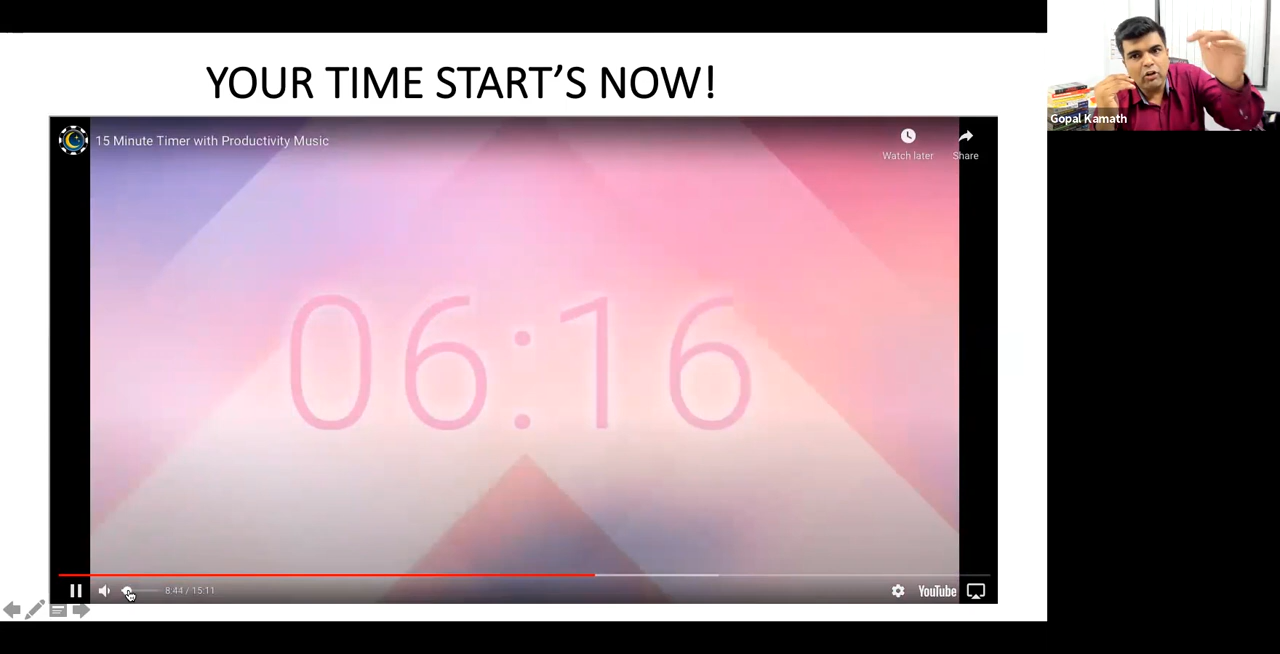 YOUR TIME START’S NOW!
15 Minute Timer with Productivity Music
Watch later
Share
Gopal Kamath
06:16
8:44 / 15:11
YouTube